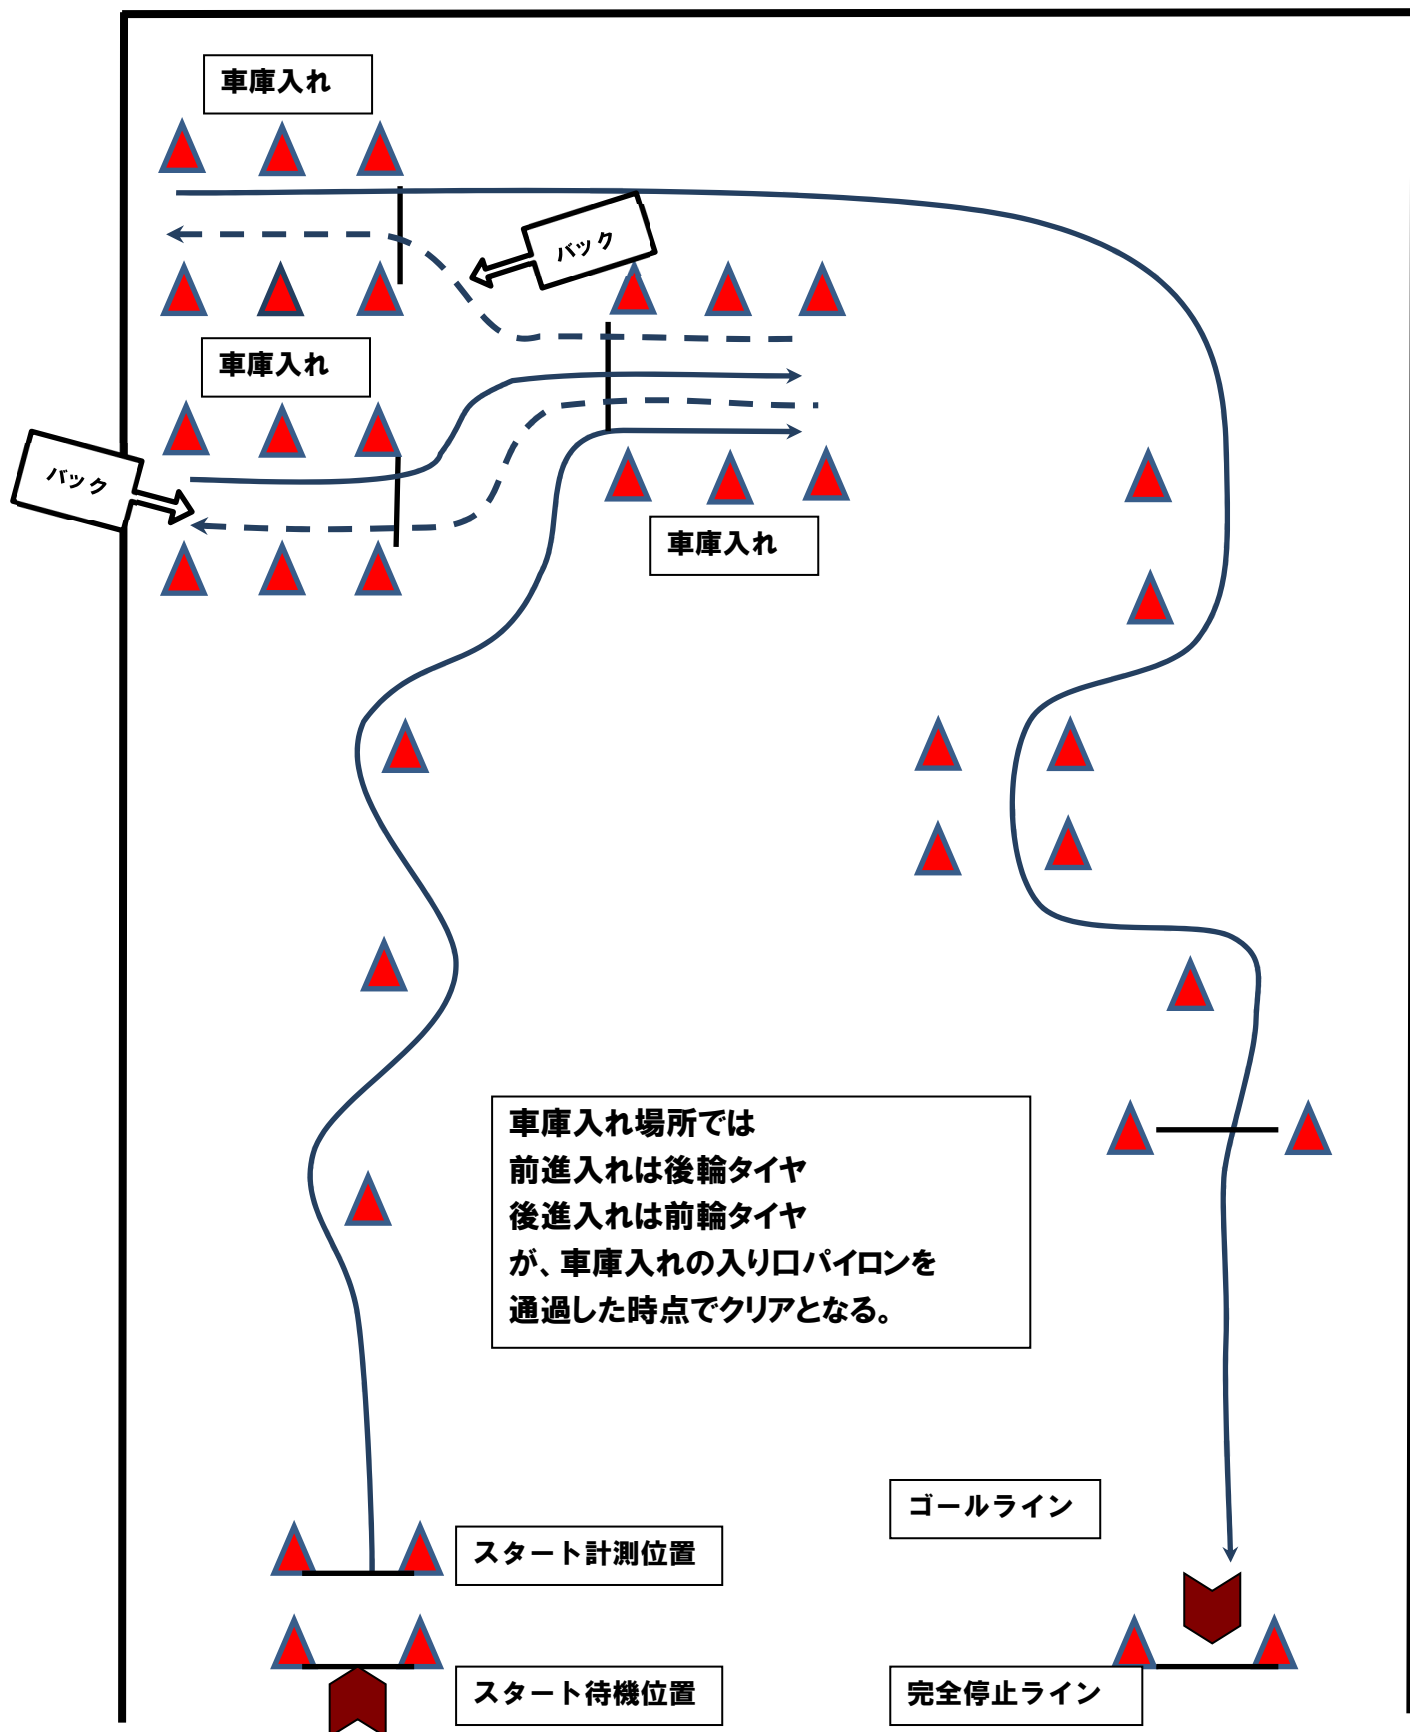 車庫入れ
バック
車庫入れ
バック
車庫入れ
車庫入れ場所では
前進入れは後輪タイヤ
後進入れは前輪タイヤ
が、車庫入れの入り口パイロンを
通過した時点でクリアとなる。
ゴールライン
スタート計測位置
スタート待機位置
完全停止ライン